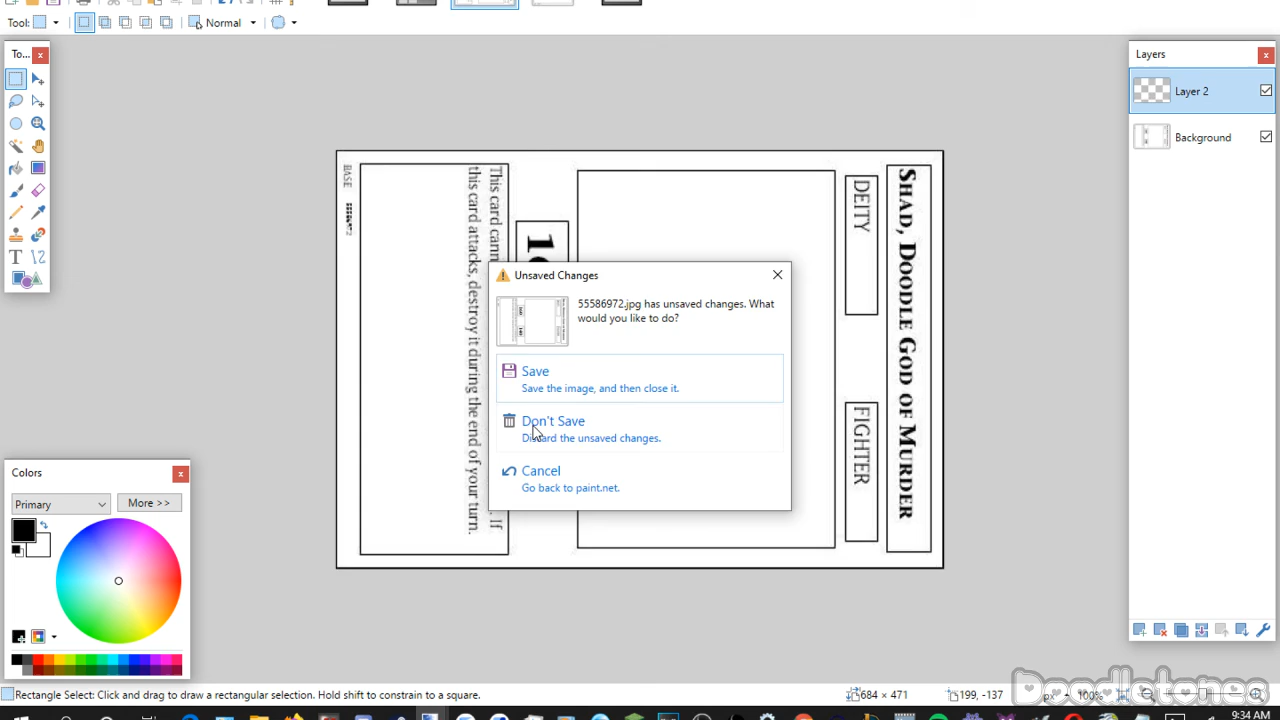 Tool:
Normal
To...
Layers
Layer 2
Background
SHAD, DOODLE GOD OF MURDER
DEITY
FIGHTER
This card
If
this card attacks, destroy it during the end of your turn.
BASE
Unsaved Changes
55586972.jpg has unsaved changes. What
would you like to do?
Save
Save the image, and then close it.
Don't Save
Discard the unsaved changes.
Cancel
Go back to paint.net.
Colors
Primary
More >>
Rectangle Select: Click and drag to draw a rectangular selection. Hold shift to constrain to a square.
684 × 471
199, -137
px
100%
Doodletones
9:34 AM